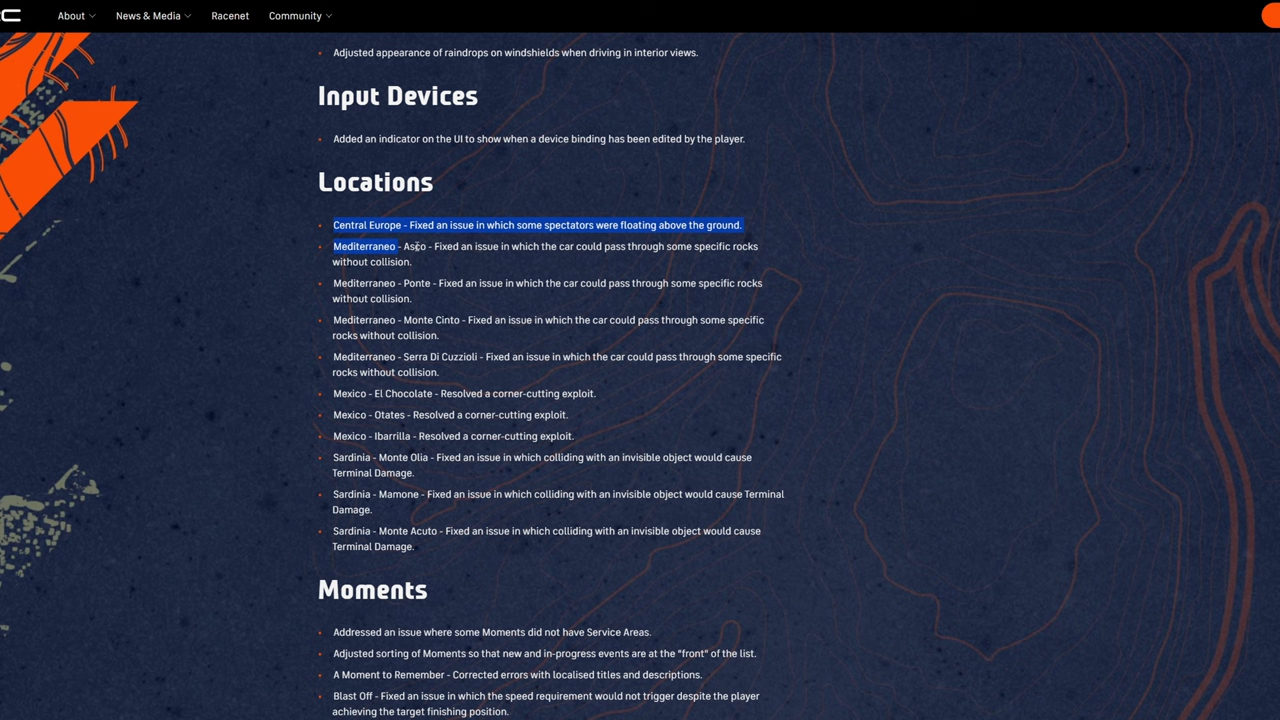 About
News & Media
Racenet
Community
Adjusted appearance of raindrops on windshields when driving in interior views.
Input Devices
Added an indicator on the UI to show when a device binding has been edited by the player.
Locations
Central Europe - Fixed an issue in which some spectators were floating above the ground.
Mediterraneo - Asco - Fixed an issue in which the car could pass through some specific rocks
without collision.
Mediterraneo - Ponte - Fixed an issue in which the car could pass through some specific rocks
without collision.
Mediterraneo - Monte Cinto - Fixed an issue in which the car could pass through some specific
rocks without collision.
Mediterraneo - Serra Di Cuzzioli - Fixed an issue in which the car could pass through some specific
rocks without collision.
Mexico - El Chocolate - Resolved a corner-cutting exploit.
Mexico - Otates - Resolved a corner-cutting exploit.
Mexico - Ibarrilla - Resolved a corner-cutting exploit.
Sardinia - Monte Olia - Fixed an issue in which colliding with an invisible object would cause
Terminal Damage.
Sardinia - Mamone - Fixed an issue in which colliding with an invisible object would cause Terminal
Damage.
Sardinia - Monte Acuto - Fixed an issue in which colliding with an invisible object would cause
Terminal Damage.
Moments
Addressed an issue where some Moments did not have Service Areas.
Adjusted sorting of Moments so that new and in-progress events are at the "front" of the list.
A Moment to Remember - Corrected errors with localised titles and descriptions.
Blast Off - Fixed an issue in which the speed requirement would not trigger despite the player
achieving the target finishing position.